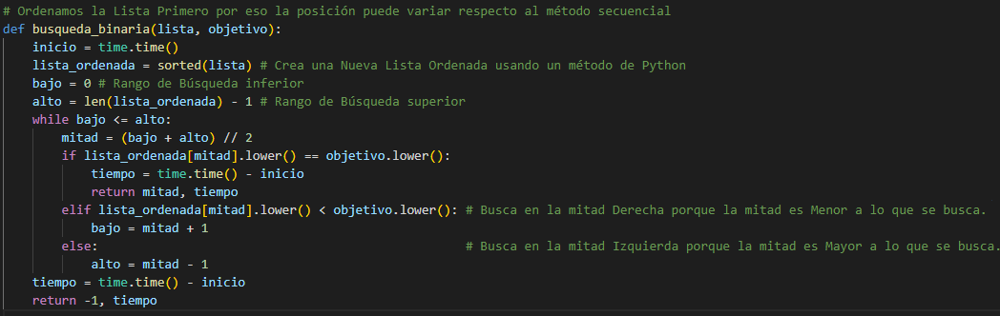 # Ordenamos la Lista Primero por eso la posición puede variar respecto al método secuencial
def busqueda_binaria(lista, objetivo):
    inicio = time.time()
    lista_ordenada = sorted(lista) # Crea una Nueva Lista Ordenada usando un método de Python
    bajo = 0 # Rango de Búsqueda inferior
    alto = len(lista_ordenada) - 1 # Rango de Búsqueda superior
    while bajo <= alto:
        mitad = (bajo + alto) // 2
        if lista_ordenada[mitad].lower() == objetivo.lower():
            tiempo = time.time() - inicio
            return mitad, tiempo
        elif lista_ordenada[mitad].lower() < objetivo.lower(): # Busca en la mitad Derecha porque la mitad es Menor a lo que se busca.
            bajo = mitad + 1
        else:                                                  # Busca en la mitad Izquierda porque la mitad es Mayor a lo que se busca.
            alto = mitad - 1
    tiempo = time.time() - inicio
    return -1, tiempo